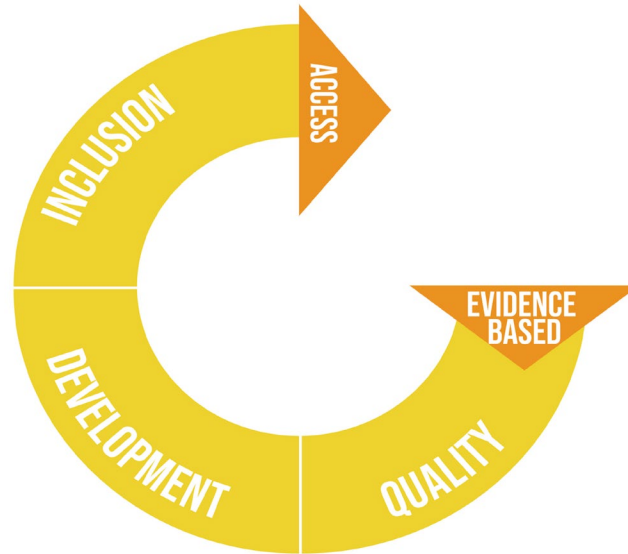 ACCESS
INCLUSION
EVIDENCE
BASED
DEVELOPMENT
QUALITY